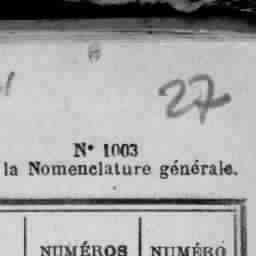 27
N° 1003
la Nomenclature générale.
NUMÉROS NUMÉRO